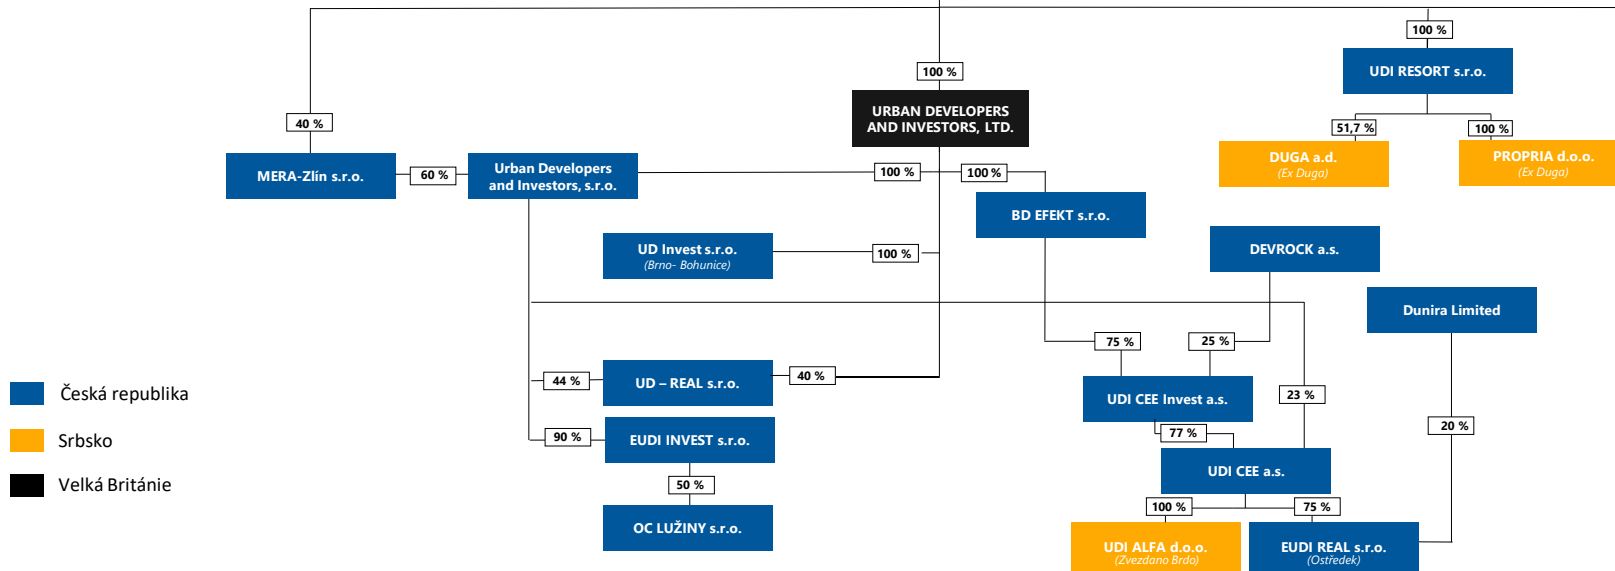 100 %
UDI RESORT s.r.o.
100 %
URBAN DEVELOPERS
AND INVESTORS, LTD.
40 %
51,7 %
100 %
MERA-Zlín s.r.o.
60 %
Urban Developers
and Investors, s.r.o.
100 %
100 %
DUGA a.d.
(Ex Duga)
PROPRIA d.o.o.
(Ex Duga)
BD EFEKT s.r.o.
UD Invest s.r.o.
(Brno- Bohunice)
100 %
DEVROCK a.s.
Dunira Limited
75 %
25 %
44 %
UD – REAL s.r.o.
40 %
UDI CEE Invest a.s.
23 %
Česká republika
Srbsko
Velká Británie
90 %
EUDI INVEST s.r.o.
77 %
20 %
50 %
UDI CEE a.s.
OC LUŽINY s.r.o.
100 %
75 %
UDI ALFA d.o.o.
(Zvezdano Brdo)
EUDI REAL s.r.o.
(Ostředek)